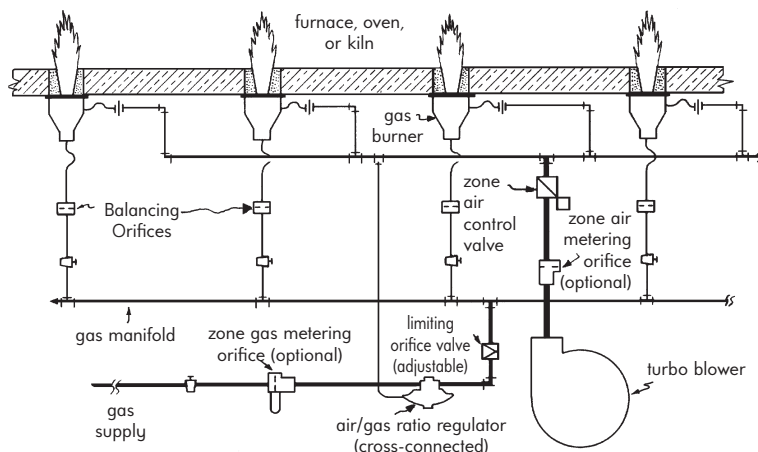 furnace, oven,
or kiln
gas
burner
zone
air
control
valve
Balancing
Orifices
zone air
metering
orifice
(optional)
gas manifold
zone gas metering
orifice (optional)
limiting
orifice valve
(adjustable)
turbo blower
gas
supply
air/gas ratio regulator
(cross-connected)